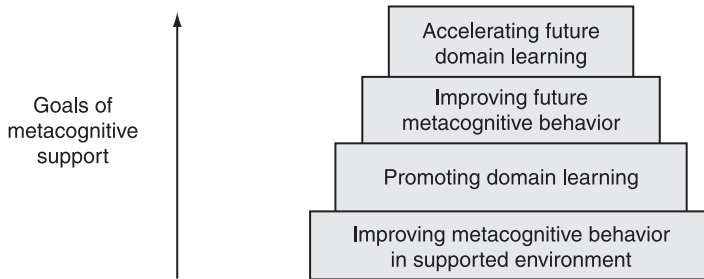 Goals of
metacognitive
support
Accelerating future
domain learning
Improving future
metacognitive behavior
Promoting domain learning
Improving metacognitive behavior
in supported environment